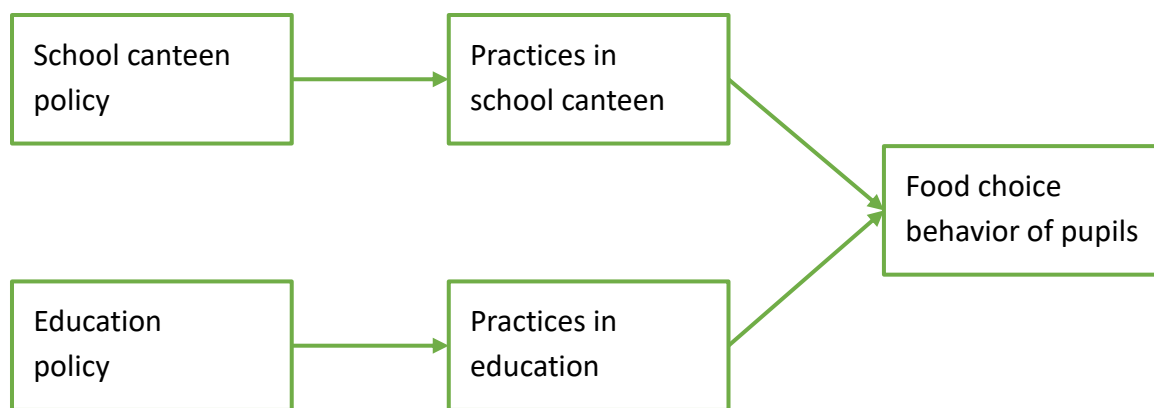 School canteen
policy
Practices in
school canteen
Food choice
behavior of pupils
Education
policy
Practices in
education